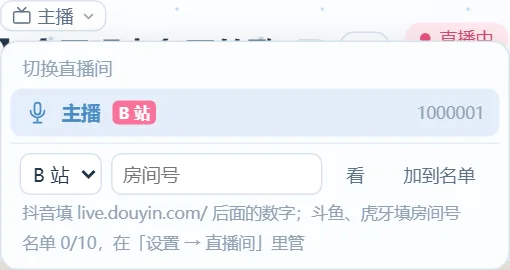 主播
直播中
切换直播间
主播 B 站 1000001
B 站 房间号 看 加到名单
抖音填 live.douyin.com/ 后面的数字；斗鱼、虎牙填房间号
名单 0/10，在「设置 → 直播间」里管